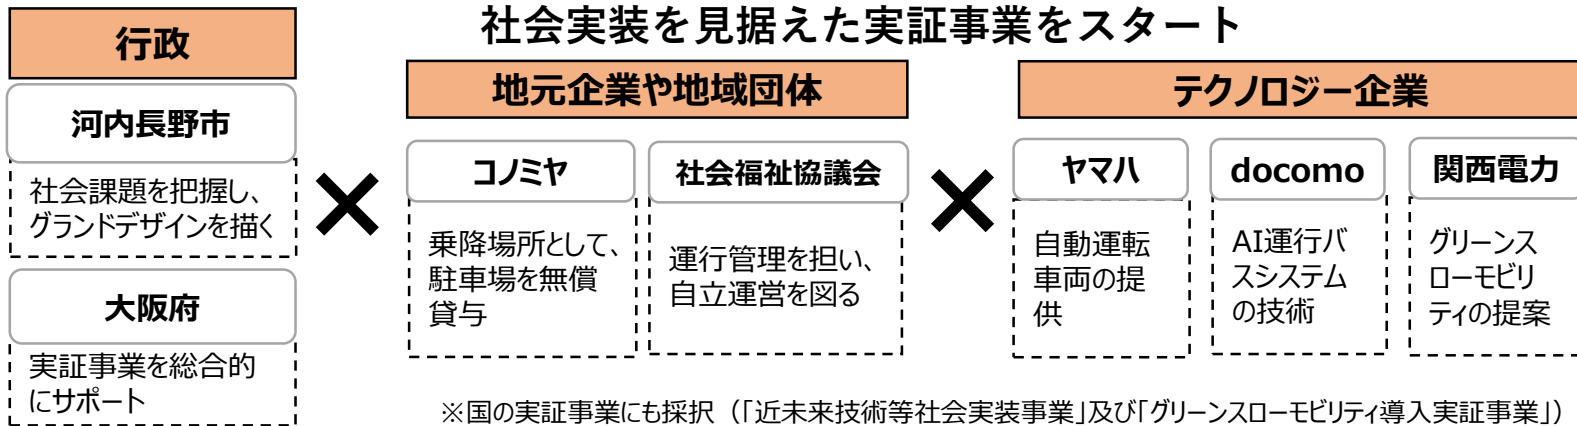 社会実装を見据えた実証事業をスタート
行政
河内長野市
社会課題を把握し、
グランドデザインを描く
大阪府
実証事業を総合的
にサポート
×
地元企業や地域団体
コノミヤ
乗降場所として、
駐車場を無償
貸与
社会福祉協議会
運行管理を担い、
自立運営を図る
×
テクノロジー企業
ヤマハ
自動運転
車両の提
供
docomo
AI運行バ
スシステム
の技術
関西電力
グリーンス
ローモビリ
ティの提案
※国の実証事業にも採択（「近未来技術等社会実装事業」及び「グリーンスローモビリティ導入実証事業」）